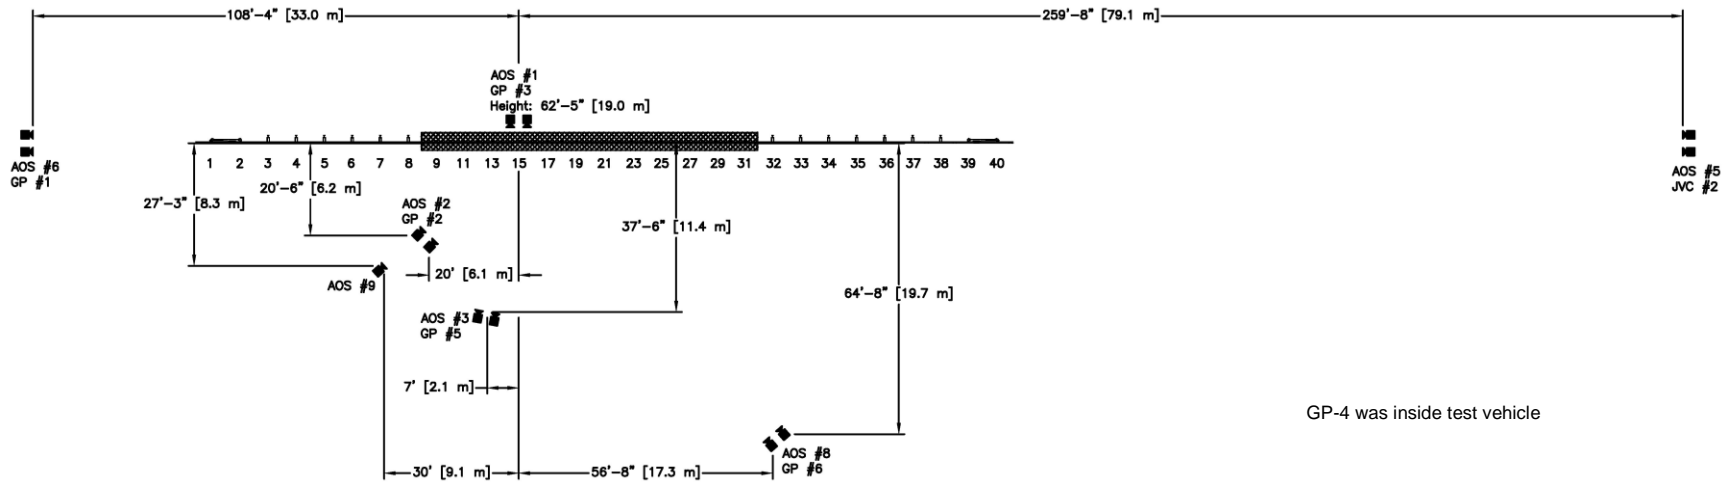 108'-4" [33.0 m]
259'-8" [79.1 m]
AOS #1
GP #3
Height: 62'-5" [19.0 m]
AOS #6
GP #1
1 2 3 4 5 6 7 8 9 11 13 15 17 19 21 23 25 27 29 31 32 33 34 35 36 37 38 39 40
AOS #5
JVC #2
20'-6" [6.2 m]
27'-3" [8.3 m]
AOS #2
GP #2
37'-6" [11.4 m]
20' [6.1 m]
AOS #9
64'-8" [19.7 m]
AOS #3
GP #5
7' [2.1 m]
GP-4 was inside test vehicle
AOS #8
GP #6
30' [9.1 m]
56'-8" [17.3 m]